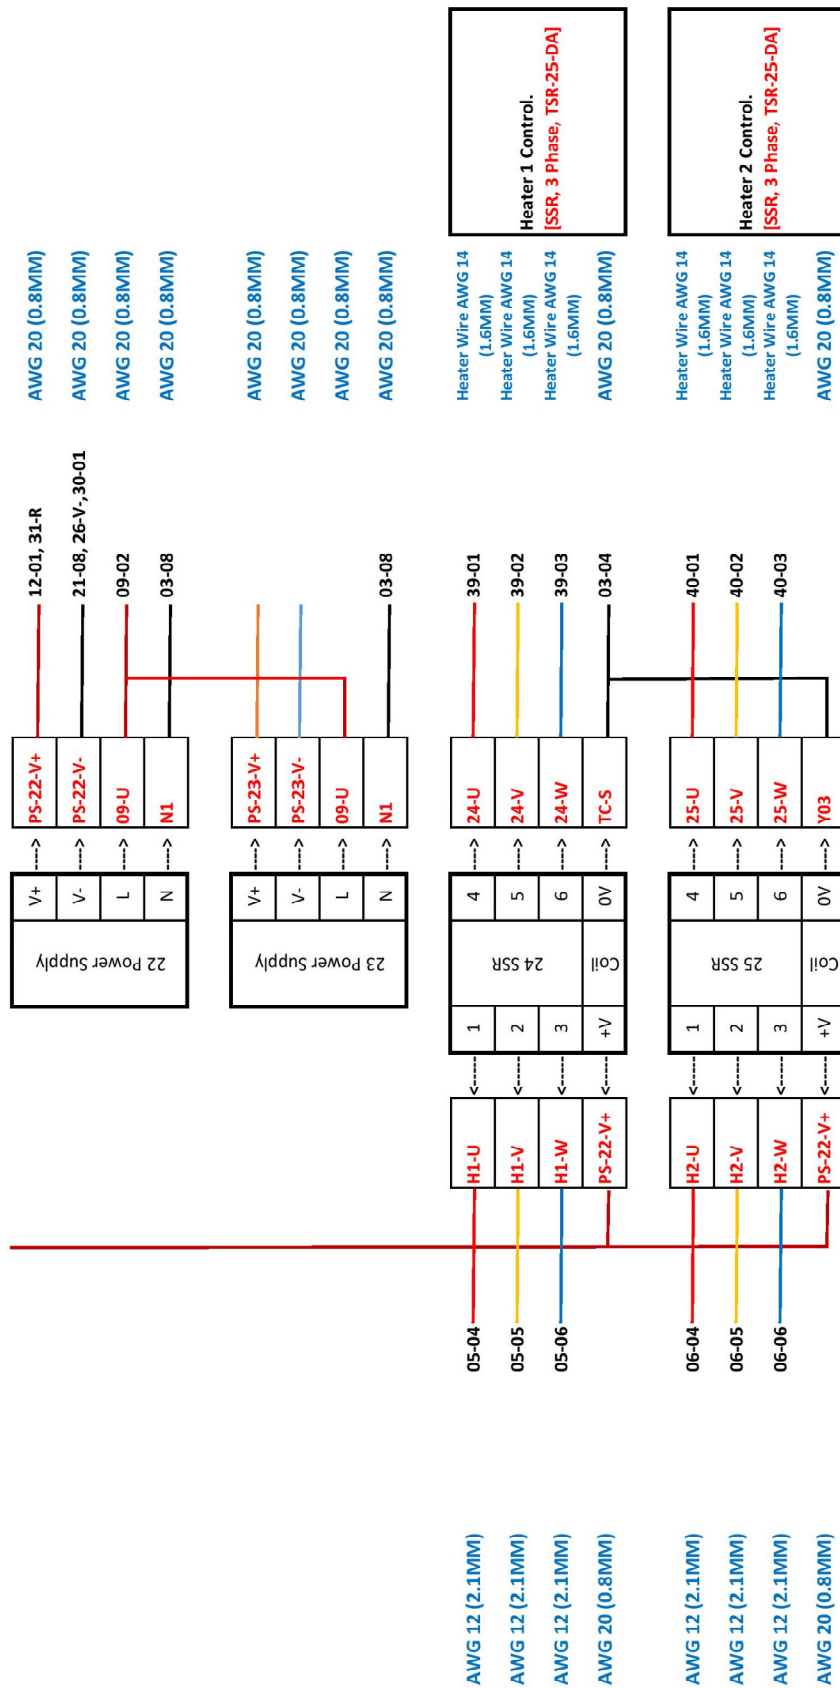 AWG 20 (0.8MM)
AWG 20 (0.8MM)
AWG 20 (0.8MM)
AWG 20 (0.8MM)
12-01, 31-R
21-08, 26-V-,30-01
09-02
03-08
PS-22-V+
PS-22-V-
09-U
N1
---->
---->
---->
---->
V+
V-
L
N
22 Power Supply
AWG 20 (0.8MM)
AWG 20 (0.8MM)
AWG 20 (0.8MM)
AWG 20 (0.8MM)
03-08
PS-23-V+
PS-23-V-
09-U
N1
---->
---->
---->
---->
V+
V-
L
N
23 Power Supply
Heater 1 Control.
[SSR, 3 Phase, TSR-25-DA]
Heater Wire AWG 14
(1.6MM)
Heater Wire AWG 14
(1.6MM)
Heater Wire AWG 14
(1.6MM)
AWG 20 (0.8MM)
39-01
39-02
39-03
03-04
24-U
24-V
24-W
TC-S
---->
---->
---->
---->
4
5
6
0V
24 SSR
Coil
1
2
3
+V
<-----
<-----
<-----
<-----
H1-U
H1-V
H1-W
PS-22-V+
05-04
05-05
05-06
AWG 12 (2.1MM)
AWG 12 (2.1MM)
AWG 12 (2.1MM)
AWG 20 (0.8MM)
Heater 2 Control.
[SSR, 3 Phase, TSR-25-DA]
Heater Wire AWG 14
(1.6MM)
Heater Wire AWG 14
(1.6MM)
Heater Wire AWG 14
(1.6MM)
AWG 20 (0.8MM)
40-01
40-02
40-03
25-U
25-V
25-W
Y03
---->
---->
---->
---->
4
5
6
0V
25 SSR
Coil
1
2
3
+V
<-----
<-----
<-----
<-----
H2-U
H2-V
H2-W
PS-22-V+
06-04
06-05
06-06
AWG 12 (2.1MM)
AWG 12 (2.1MM)
AWG 12 (2.1MM)
AWG 20 (0.8MM)